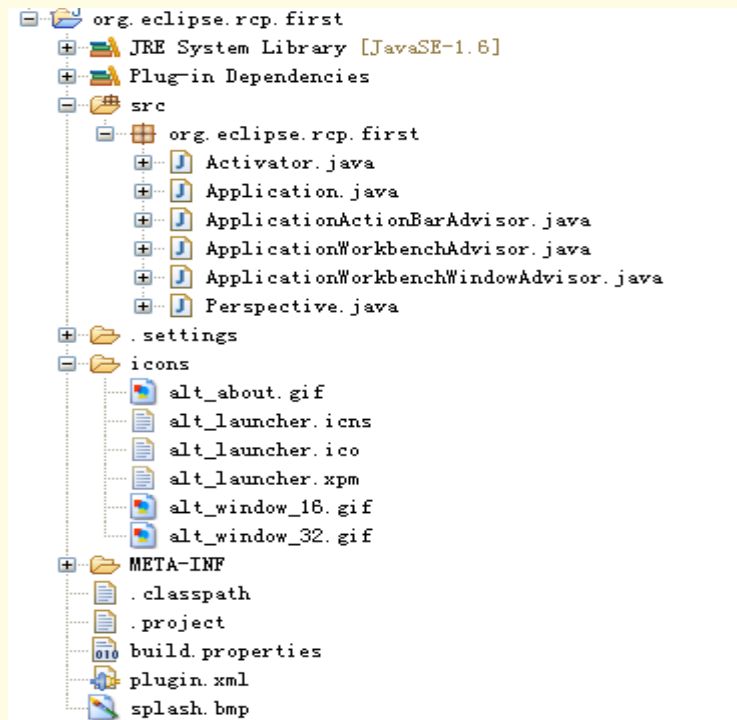 org.eclipse.rcp.first
JRE System Library [JavaSE-1.6]
Plug-in Dependencies
src
org.eclipse.rcp.first
Activator.java
Application.java
ApplicationActionBarAdvisor.java
ApplicationWorkbenchAdvisor.java
ApplicationWorkbenchWindowAdvisor.java
Perspective.java
.settings
icons
alt_about.gif
alt_launcher.icns
alt_launcher.ico
alt_launcher.xpm
alt_window_16.gif
alt_window_32.gif
META-INF
.classpath
.project
build.properties
plugin.xml
splash.bmp